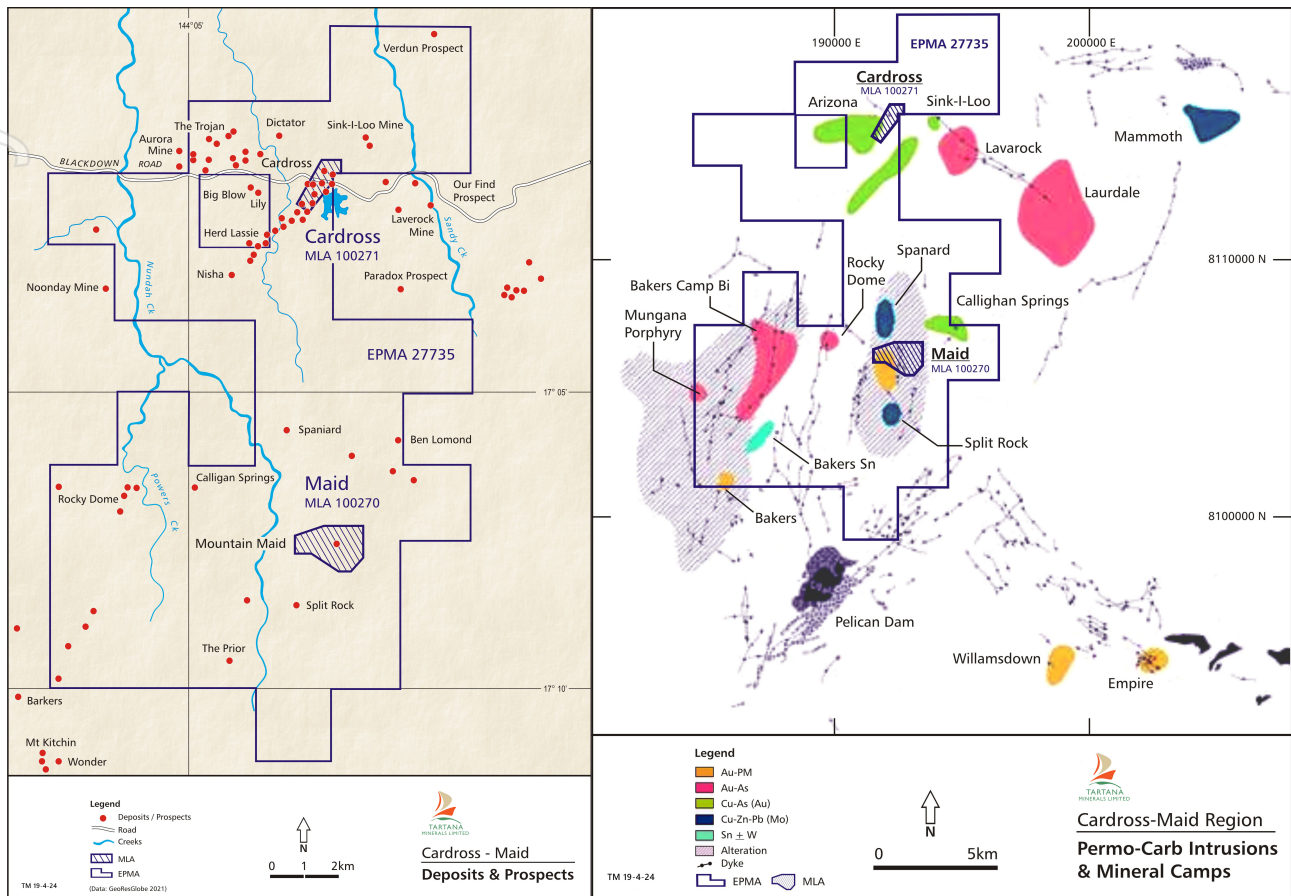 144° 05'
Verdun Prospect
The Trojan
Dictator
Sink-I-Loo Mine
Aurora
Mine
BLACKDOWN
ROAD
Cardross
Big Blow
Lily
Our Find
Prospect
Laverock
Mine
Sandy Ck
Herd Lassie
Cardross
MLA 100271
Nisha
Paradox Prospect
Noonday Mine
Nundah Ck
EPMA 27735
17° 05'
Spaniard
Ben Lomond
Calligan Springs
Maid
MLA 100270
Rocky Dome
Powers Ck
Mountain Maid
Split Rock
The Prior
17° 10'
Barkers
Mt Kitchin
Wonder
Legend
Deposits / Prospects
Road
Creeks
MLA
EPMA
(Data: GeoResGlobe 2021)
TM 19-4-24
N
0 1 2km
TARTANA
MINERALS LIMITED
Cardross - Maid
Deposits & Prospects
190000 E
200000 E
EPMA 27735
Cardross
MLA 100271
Arizona
Sink-I-Loo
Mammoth
Lavarock
Laurdale
Spanard
8110000 N
Rocky
Dome
Bakers Camp Bi
Callighan Springs
Mungana
Porphyry
Maid
MLA 100270
Split Rock
Bakers Sn
Bakers
8100000 N
Pelican Dam
Willamsdown
Empire
Legend
Au-PM
Au-As
Cu-As (Au)
Cu-Zn-Pb (Mo)
Sn ± W
Alteration
Dyke
EPMA
MLA
TM 19-4-24
N
0 5km
TARTANA
MINERALS LIMITED
Cardross-Maid Region
Permo-Carb Intrusions
& Mineral Camps